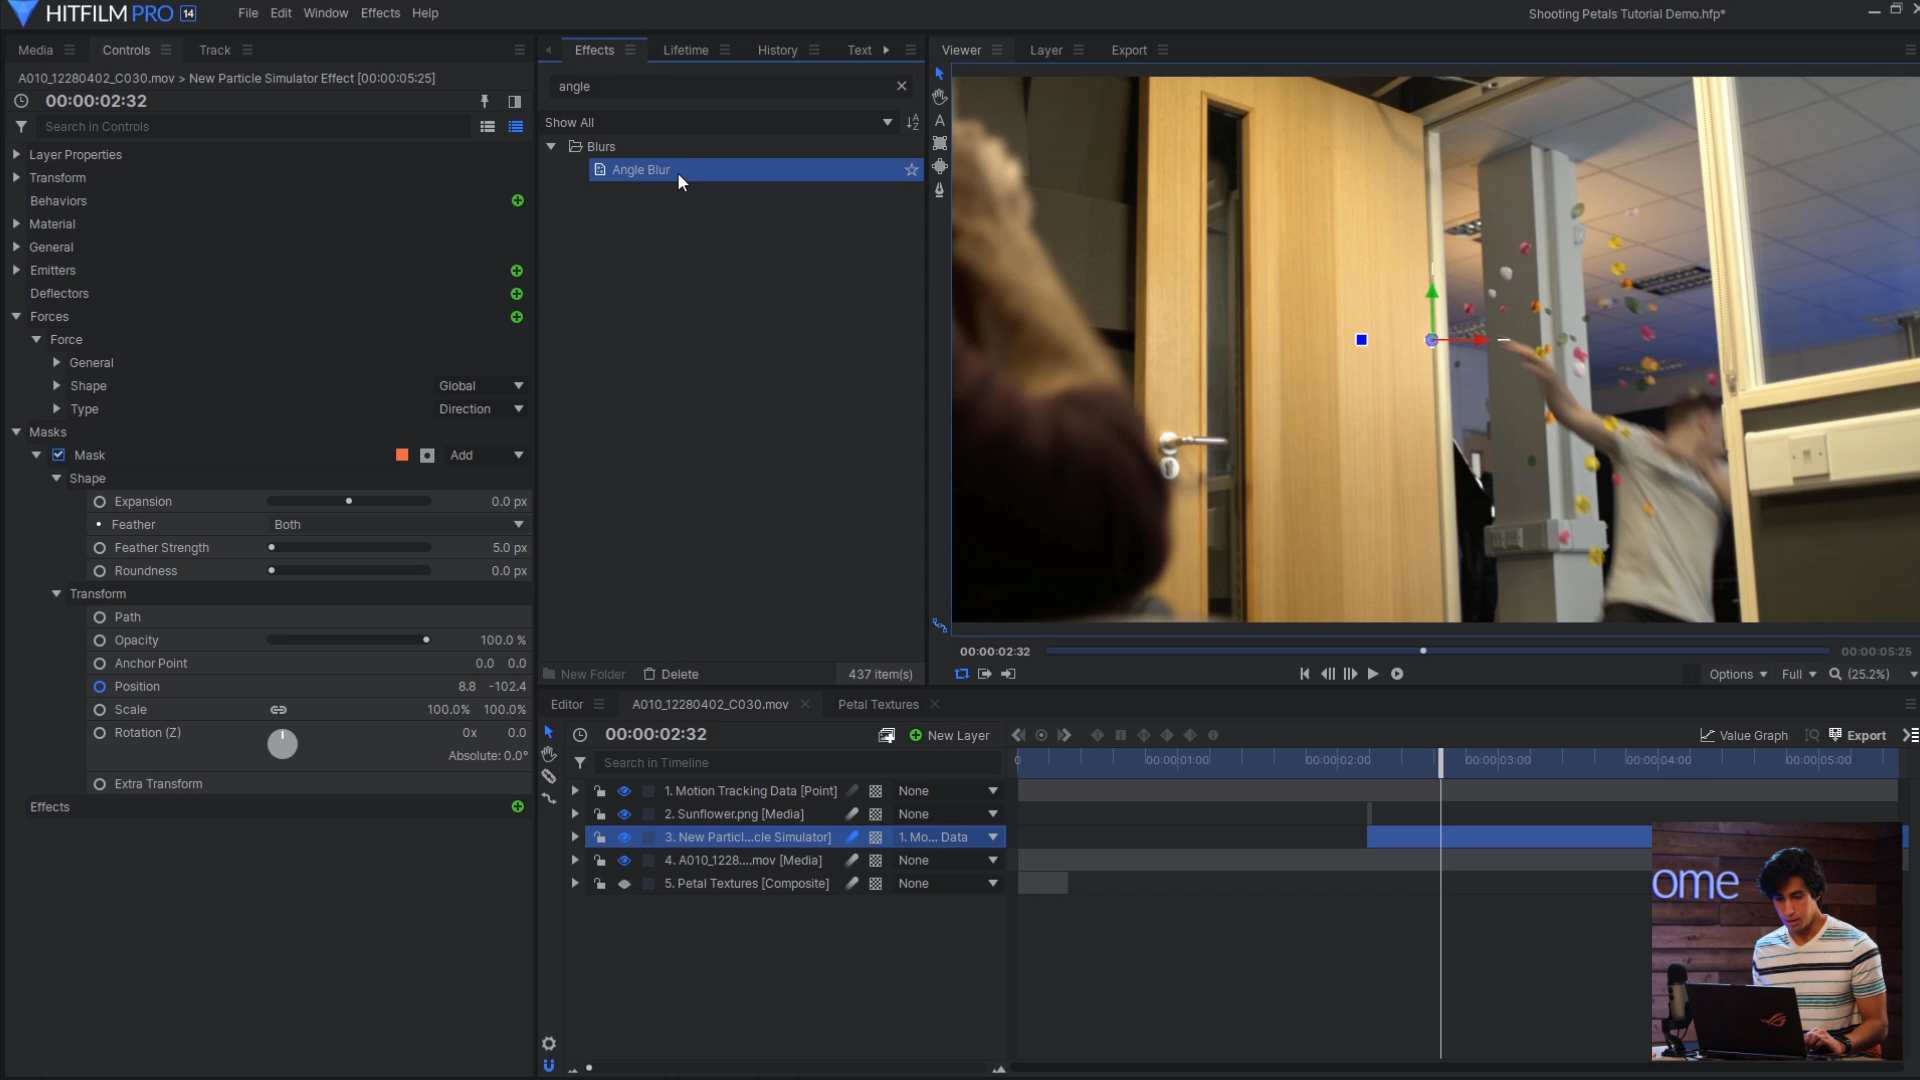 HITFILM PRO 14
File Edit Window Effects Help
Shooting Petals Tutorial Demo.hfp*
Media Controls Track
A010_12280402_C030.mov > New Particle Simulator Effect [00:00:05:25]
00:00:02:32
Search in Controls
Layer Properties
Transform
Behaviors
Material
General
Emitters
Deflectors
Forces
Force
General
Shape Global
Type Direction
Masks
Mask Add
Shape
Expansion 0.0 px
Feather Both
Feather Strength 5.0 px
Roundness 0.0 px
Transform
Path
Opacity 100.0 %
Anchor Point 0.0 0.0
Position 8.8 -102.4
Scale 100.0% 100.0%
Rotation (Z) 0x 0.0
Absolute: 0.0°
Extra Transform
Effects
Effects Lifetime History Text
angle
Show All
Blurs
Angle Blur
New Folder Delete 437 item(s)
Viewer Layer Export
00:00:02:32 00:00:05:25
Options Full (25.2%)
Editor A010_12280402_C030.mov Petal Textures
00:00:02:32 New Layer Value Graph Export
Search in Timeline
0 00:00:01:00 00:00:02:00 00:00:03:00 00:00:04:00 00:00:05:00
1. Motion Tracking Data [Point] None
2. Sunflower.png [Media] None
3. New Particl...cle Simulator] 1. Mo... Data
4. A010_1228....mov [Media] None
5. Petal Textures [Composite] None
ome